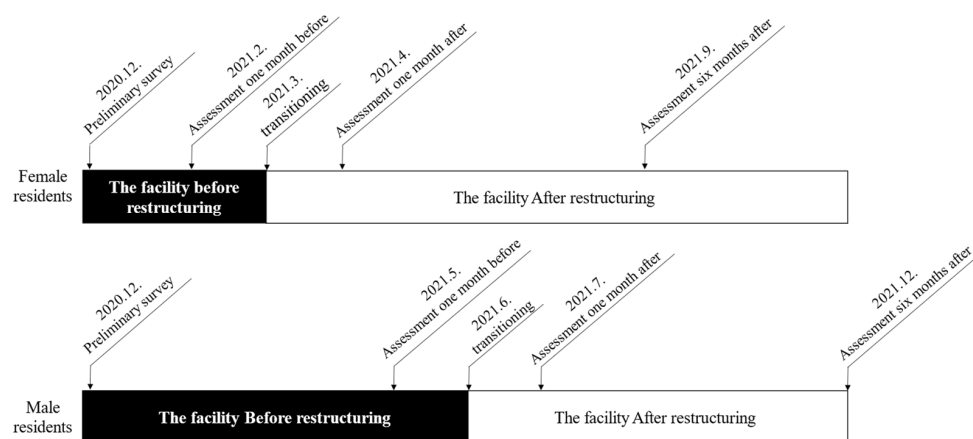 2020.12.
Preliminary survey
2021.2.
Assessment one month before
2021.3.
transitioning
2021.4.
Assessment one month after
2021.9.
Assessment six months after
Female
residents
The facility before
restructuring
The facility After restructuring
2020.12.
Preliminary survey
2021.5.
Assessment one month before
2021.6.
transitioning
2021.7.
Assessment one month after
2021.12.
Assessment six months after
Male
residents
The facility Before restructuring
The facility After restructuring